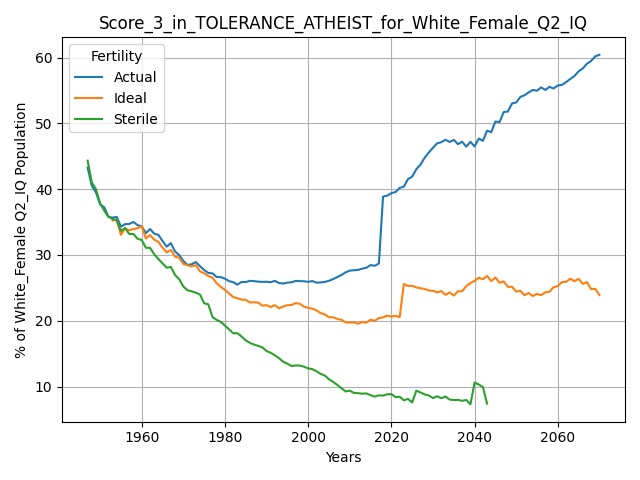 Score_3_in_TOLERANCE_ATHEIST_for_White_Female_Q2_IQ
% of White_Female Q2_IQ Population
60
50
40
30
20
10
Fertility
Actual
Ideal
Sterile
1960 1980 2000 2020 2040 2060
Years